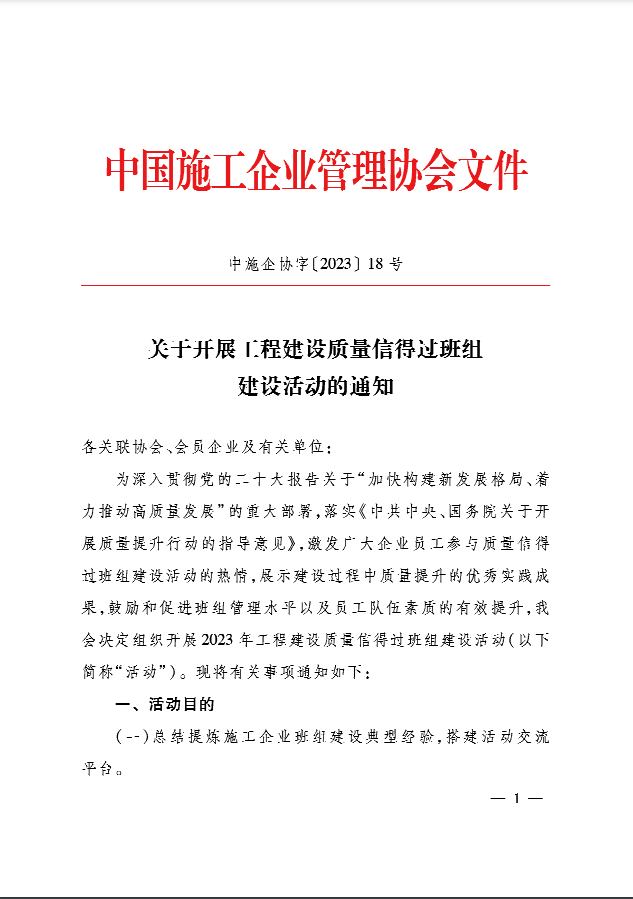 中国施工企业管理协会文件
中施企协字〔2023〕18 号
关于开展工程建设质量信得过班组
建设活动的通知
各关联协会、会员企业及有关单位：
为深入贯彻党的二十大报告关于“加快构建新发展格局、着
力推动高质量发展”的重大部署，落实《中共中央、国务院关于开
展质量提升行动的指导意见》，激发广大企业员工参与质量信得
过班组建设活动的热情，展示建设过程中质量提升的优秀实践成
果，鼓励和促进班组管理水平以及员工队伍素质的有效提升，我
会决定组织开展 2023 年工程建设质量信得过班组建设活动（以下
简称“活动”）。现将有关事项通知如下：
一、活动目的
（一）总结提炼施工企业班组建设典型经验，搭建活动交流
平台。
— 1 —